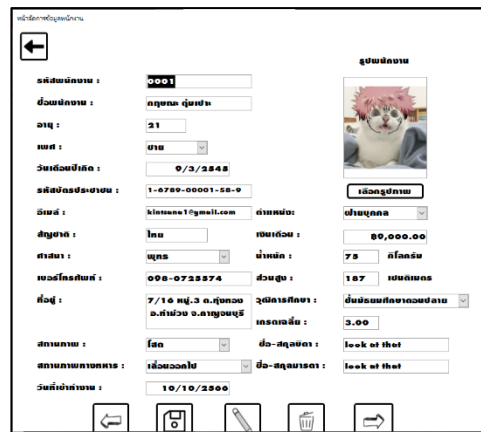 หน้าจัดการข้อมูลพนักงาน
รูปพนักงาน
รหัสพนักงาน : 0001
ชื่อพนักงาน : กฤษณะ ตุ่มเปาะ
อายุ : 21
เพศ : ชาย
วันเดือนปีเกิด : 9/3/2545
รหัสบัตรประชาชน : 1-6789-00001-58-9 เลือกรูปภาพ
อีเมล์ : kintsana1@gmail.com ตำแหน่ง: ฝ่ายบุคคล
สัญชาติ : ไทย เงินเดือน : ฿9,000.00
ศาสนา : พุทธ น้ำหนัก : 75 กิโลกรัม
เบอร์โทรศัพท์ : 098-0725574 ส่วนสูง : 187 เซนติเมตร
ที่อยู่ : 7/16 หมู่.3 ต.ทุ่งทอง วุฒิการศึกษา : ชั้นมัธยมศึกษาตอนปลาย
อ.ท่าม่วง จ.กาญจนบุรี
เกรดเฉลี่ย : 3.00
สถานภาพ : โสด ชื่อ-สกุลบิดา : look at that
สถานภาพทางทหาร : เลื่อนออกไป ชื่อ-สกุลมารดา : look at that
วันที่เข้าทำงาน : 10/10/2566